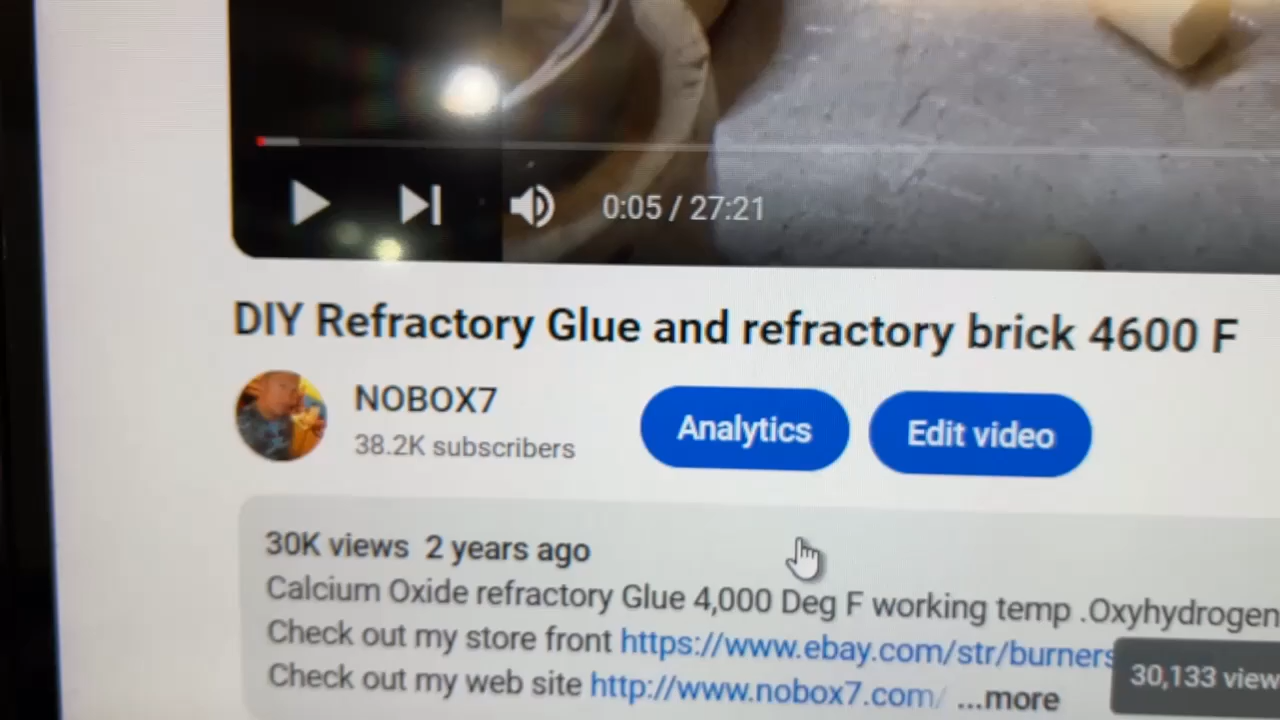 0:05 / 27:21
DIY Refractory Glue and refractory brick 4600 F
NOBOX7
38.2K subscribers
Analytics
Edit video
30K views 2 years ago
Calcium Oxide refractory Glue 4,000 Deg F working temp .Oxyhydrogen
Check out my store front https://www.ebay.com/str/burners
Check out my web site http://www.nobox7.com/ ...more
30,133 view